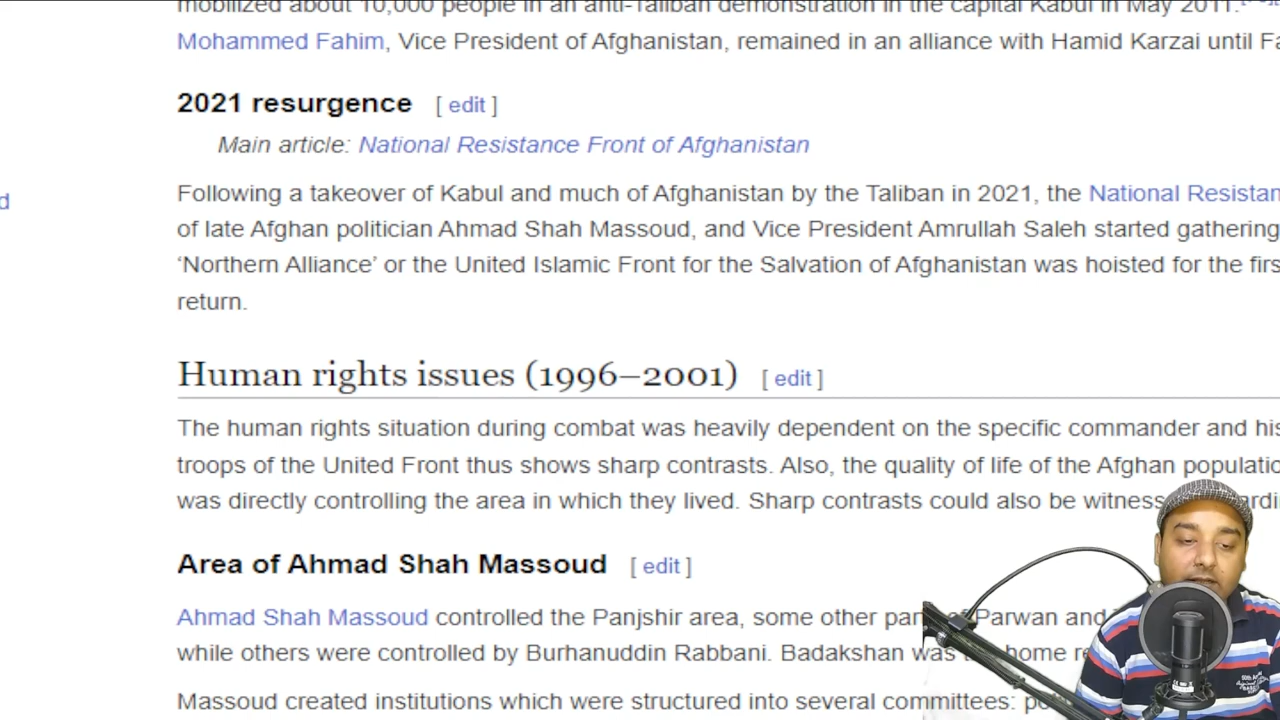 mobilized about 10,000 people in an anti-Taliban demonstration in the capital Kabul in May 2011.
Mohammed Fahim, Vice President of Afghanistan, remained in an alliance with Hamid Karzai until Fa
2021 resurgence [ edit ]
Main article: National Resistance Front of Afghanistan
Following a takeover of Kabul and much of Afghanistan by the Taliban in 2021, the National Resistan
d
of late Afghan politician Ahmad Shah Massoud, and Vice President Amrullah Saleh started gathering
‘Northern Alliance’ or the United Islamic Front for the Salvation of Afghanistan was hoisted for the firs
return.
Human rights issues (1996–2001) [ edit ]
The human rights situation during combat was heavily dependent on the specific commander and his
troops of the United Front thus shows sharp contrasts. Also, the quality of life of the Afghan populatio
was directly controlling the area in which they lived. Sharp contrasts could also be witness ardi
Area of Ahmad Shah Massoud [ edit ]
Ahmad Shah Massoud controlled the Panjshir area, some other par of Parwan and
while others were controlled by Burhanuddin Rabbani. Badakshan was home re
Massoud created institutions which were structured into several committees: po